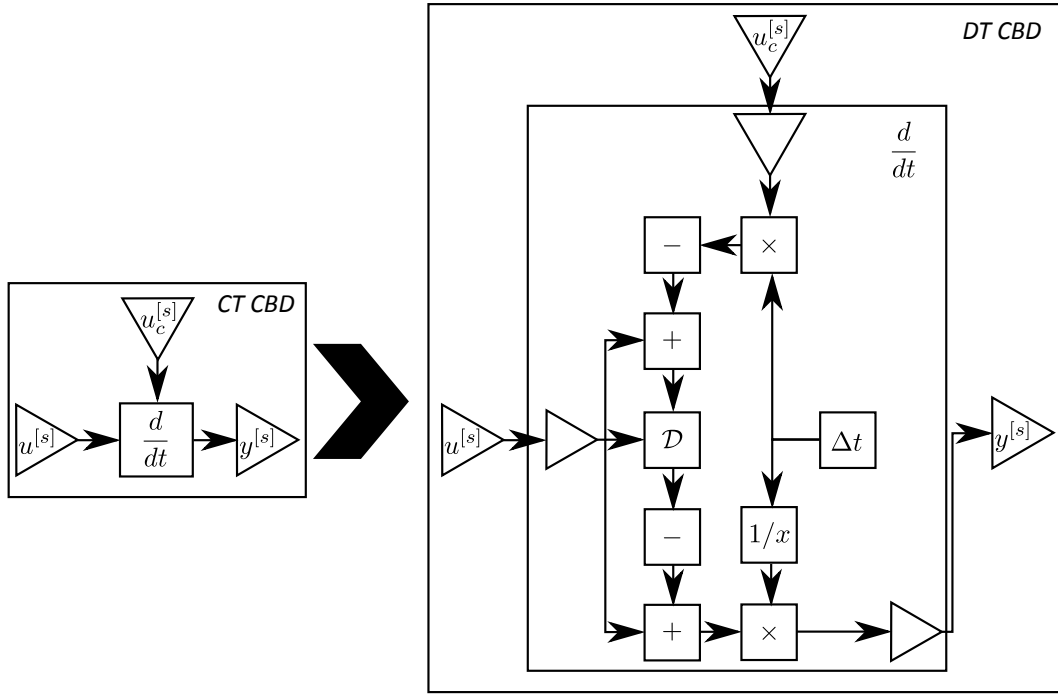 CT CBD
u_c^{[s]}
u^{[s]}
d/dt
y^{[s]}
DT CBD
u_c^{[s]}
d/dt
−
×
+
u^{[s]}
𝒟
Δt
y^{[s]}
−
1/x
+
×